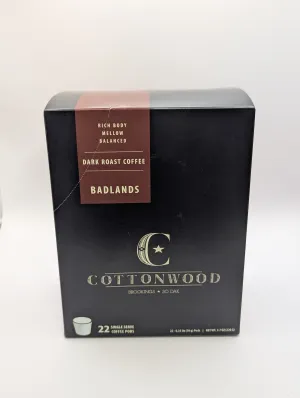 RICH BODY
MELLOW
BALANCED
DARK ROAST COFFEE
BADLANDS
C
COTTONWOOD
BROOKINGS • SO DAK
22 SINGLE SERVE
COFFEE PODS